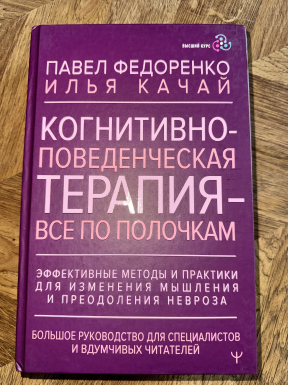 ВЫСШИЙ КУРС
ПАВЕЛ ФЕДОРЕНКО
ИЛЬЯ КАЧАЙ
КОГНИТИВНО-
ПОВЕДЕНЧЕСКАЯ
ТЕРАПИЯ-
ВСЕ ПО ПОЛОЧКАМ
ЭФФЕКТИВНЫЕ МЕТОДЫ И ПРАКТИКИ
ДЛЯ ИЗМЕНЕНИЯ МЫШЛЕНИЯ
И ПРЕОДОЛЕНИЯ НЕВРОЗА
БОЛЬШОЕ РУКОВОДСТВО ДЛЯ СПЕЦИАЛИСТОВ
И ВДУМЧИВЫХ ЧИТАТЕЛЕЙ